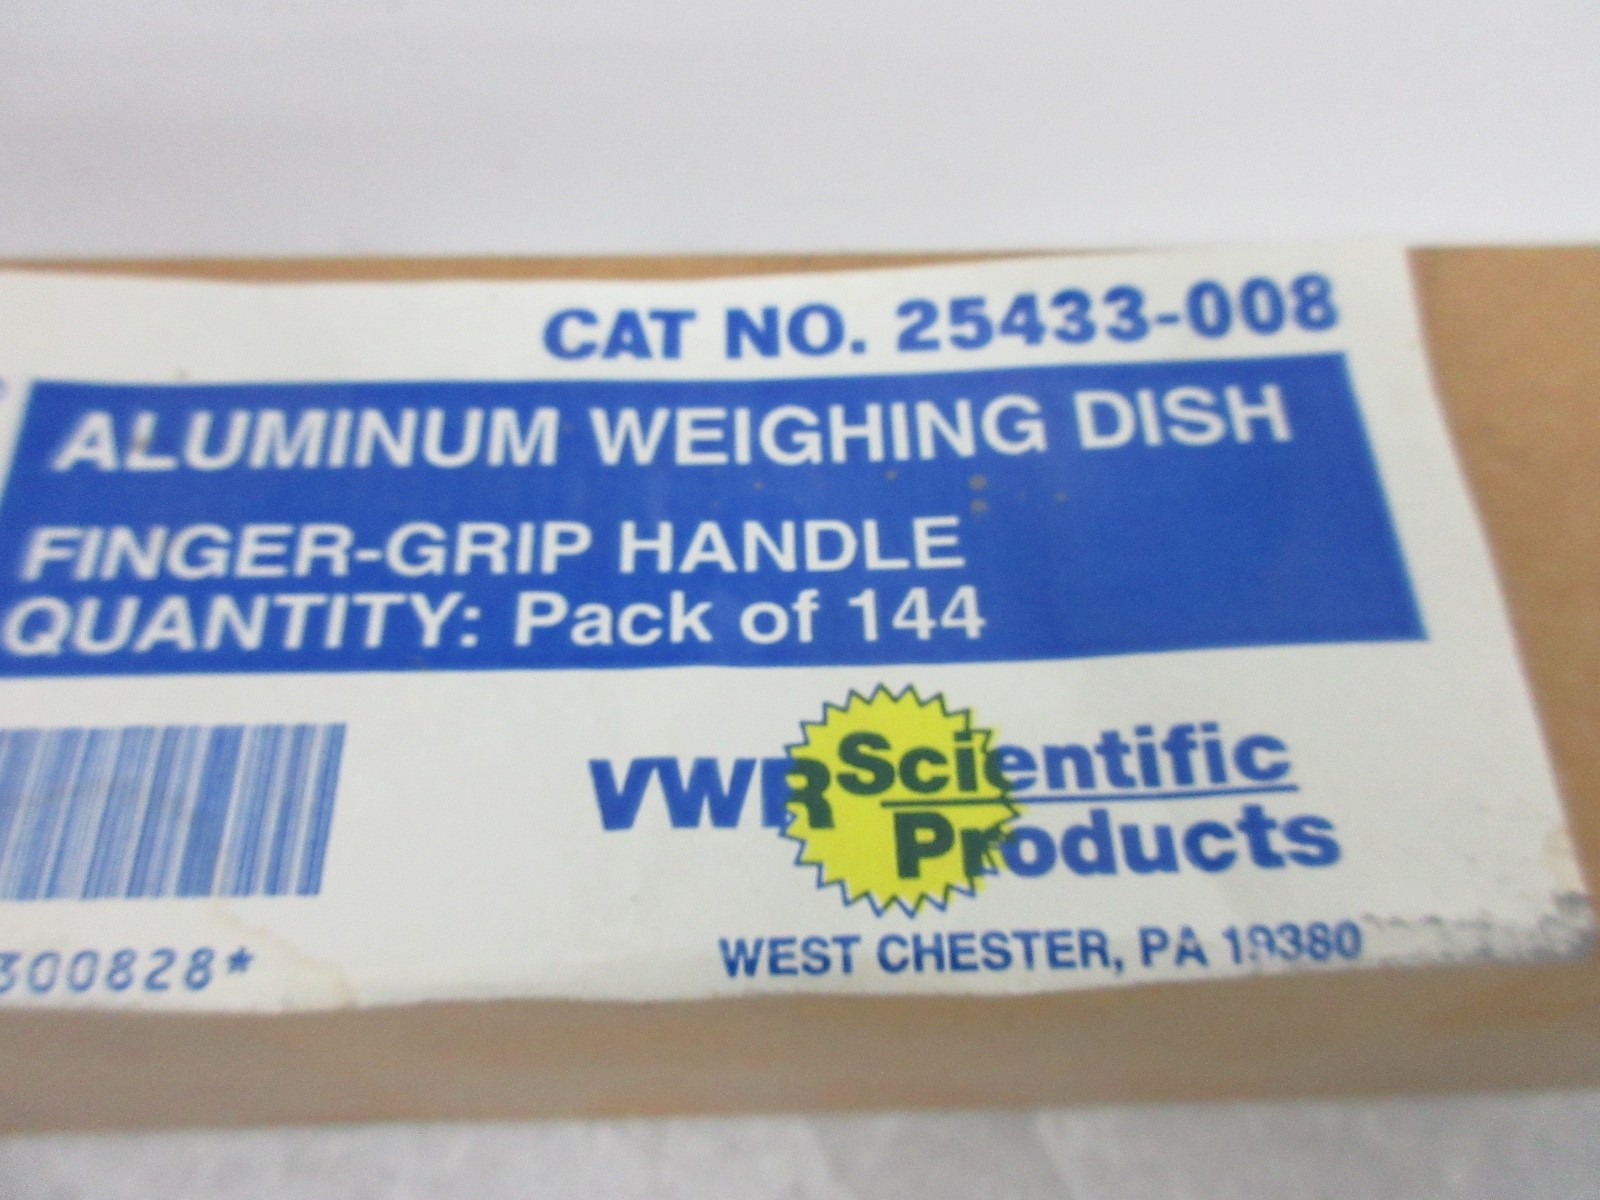 CAT NO. 25433-008
ALUMINUM WEIGHING DISH
FINGER-GRIP HANDLE
QUANTITY: Pack of 144
VWR Scientific
Products
300828*
WEST CHESTER, PA 19380